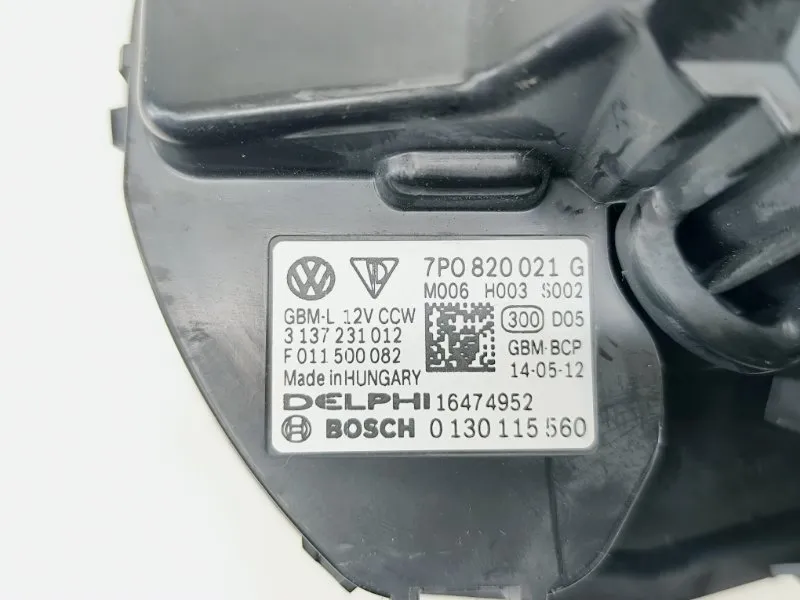 7P0 820 021 G
M006 H003 S002
GBM-L 12V CCW
300 D05
3 137 231 012
F 011 500 082
GBM-BCP
Made in HUNGARY
14-05-12
DELPHI 16474952
BOSCH 0 130 115 560